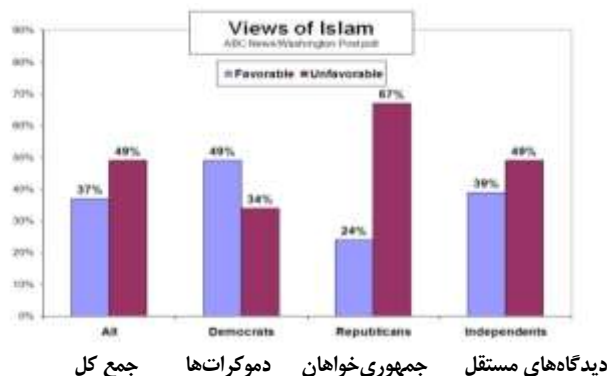 Views of Islam
ABC News/Washington Post poll
Favorable Unfavorable
90%
80%
70%
60%
50%
40%
30%
20%
10%
0%
37% 49% 49% 34% 24% 67% 39% 49%
All Democrats Republicans Independents
جمع کل دموکرات‌ها جمهوری‌خواهان دیدگاه‌های مستقل